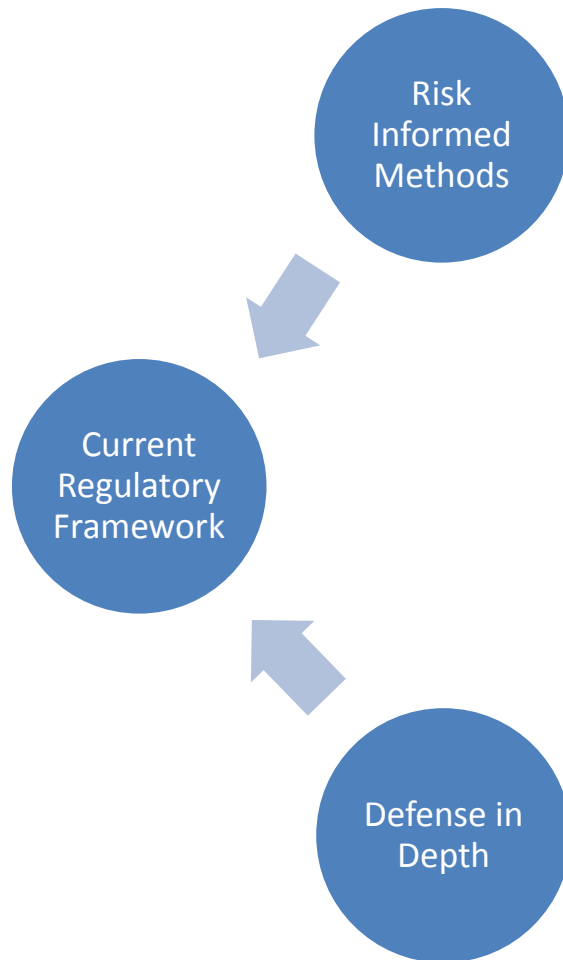 Risk
Informed
Methods
Current
Regulatory
Framework
Defense in
Depth